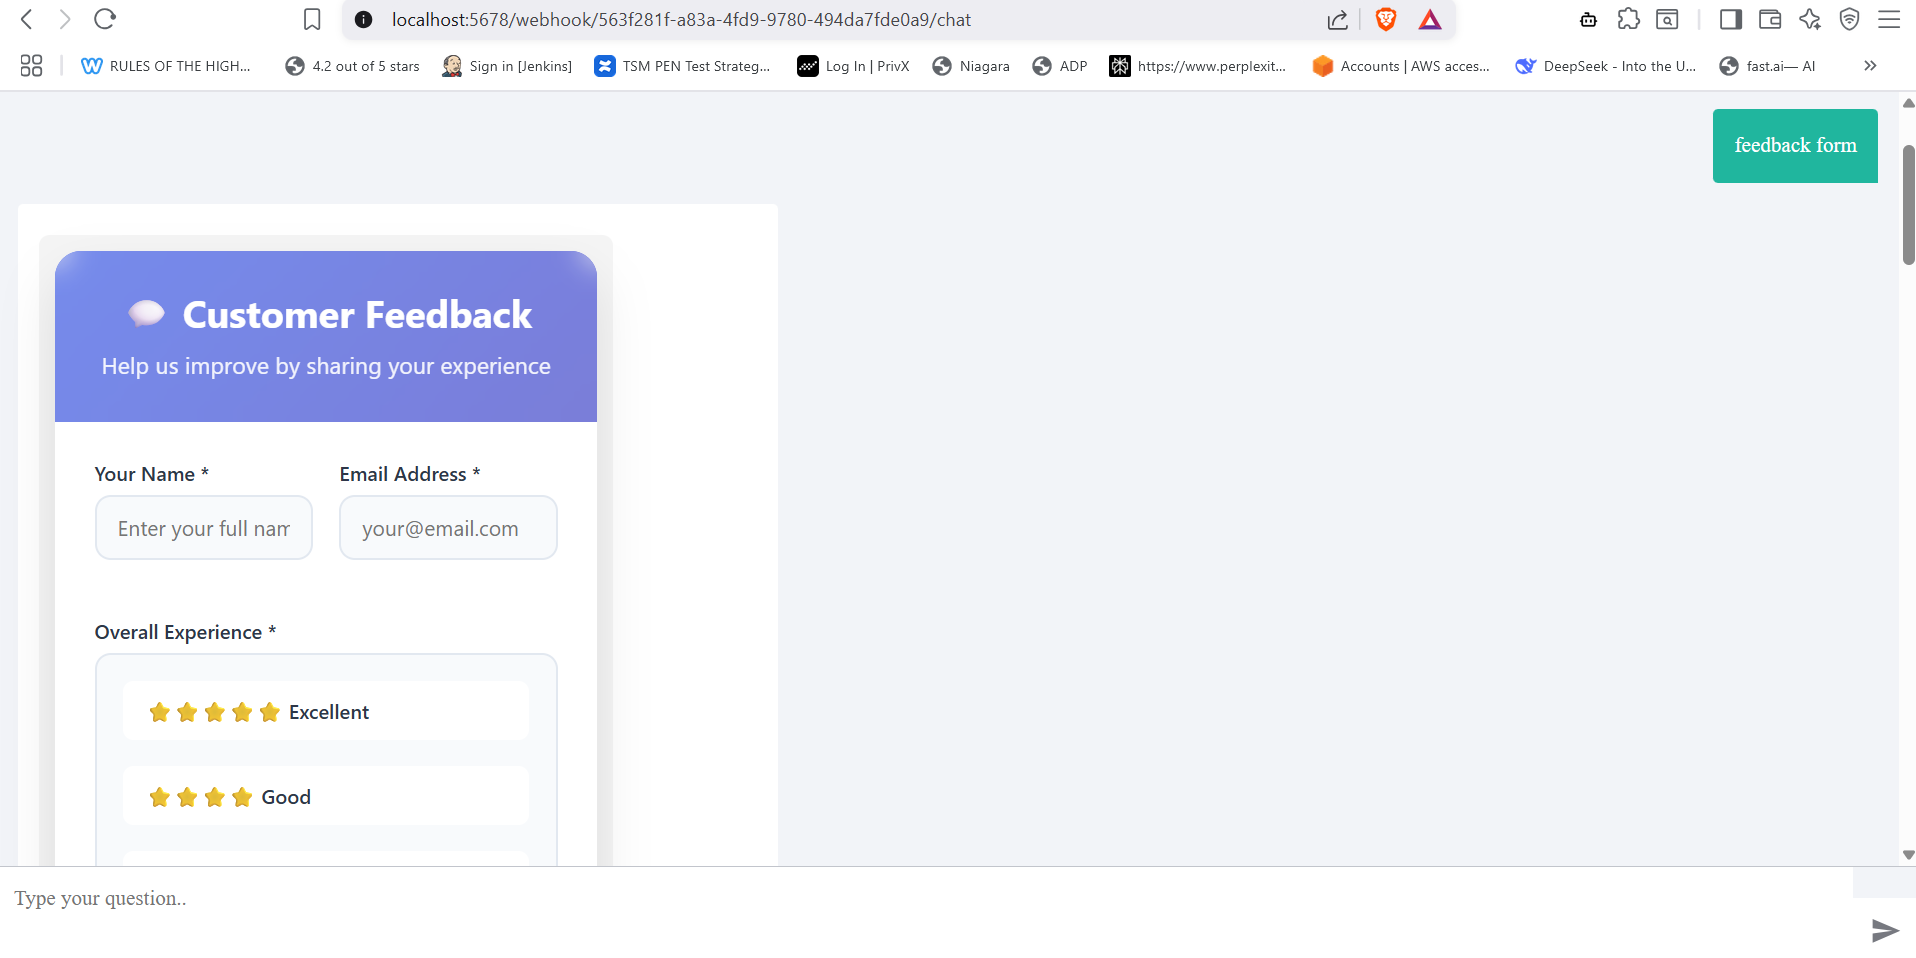 localhost:5678/webhook/563f281f-a83a-4fd9-9780-494da7fde0a9/chat
RULES OF THE HIGH... 4.2 out of 5 stars Sign in [Jenkins] TSM PEN Test Strateg... Log In | PrivX Niagara ADP https://www.perplexit... Accounts | AWS acces... DeepSeek - Into the U... fast.ai— AI
feedback form
Customer Feedback
Help us improve by sharing your experience
Your Name * Email Address *
Enter your full nam your@email.com
Overall Experience *
Excellent
Good
Type your question..